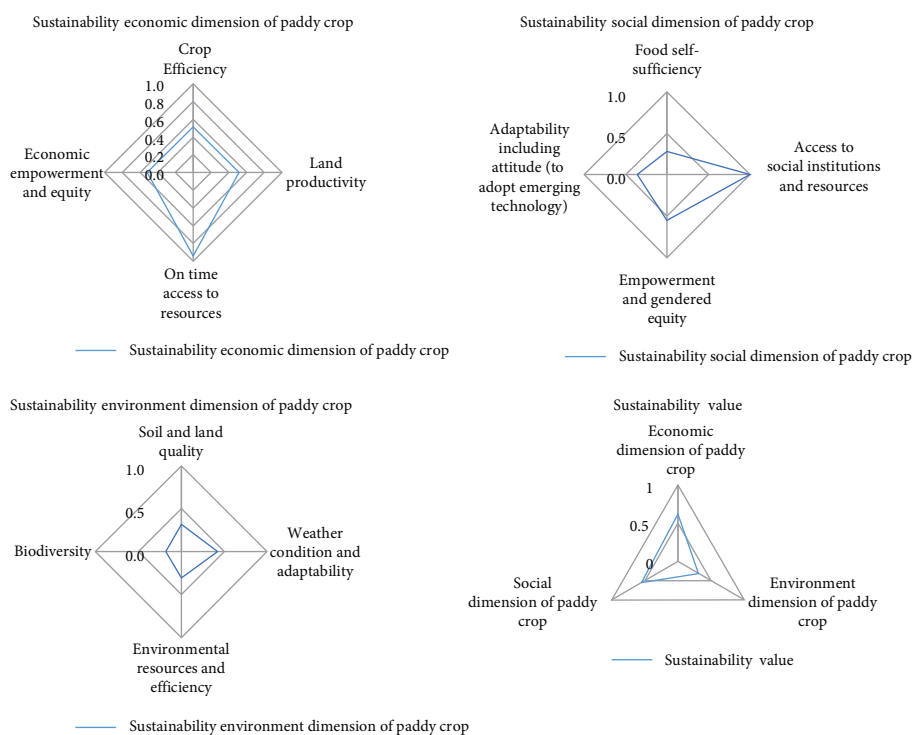 Sustainability economic dimension of paddy crop
Crop
Efficiency
1.0
0.8
0.6
0.4
0.2
0.0
Economic
empowerment
and equity
Land
productivity
On time
access to
resources
Sustainability economic dimension of paddy crop
Sustainability social dimension of paddy crop
Food self-
sufficiency
1.0
0.5
0.0
Adaptability
including
attitude (to
adopt emerging
technology)
Access to
social institutions
and resources
Empowerment
and gendered
equity
Sustainability social dimension of paddy crop
Sustainability environment dimension of paddy crop
Soil and land
quality
1.0
0.5
0.0
Biodiversity
Weather
condition and
adaptability
Environmental
resources and
efficiency
Sustainability environment dimension of paddy crop
Sustainability value
Economic
dimension of paddy
crop
1
0.5
0
Social
dimension of paddy
crop
Environment
dimension of paddy
crop
Sustainability value